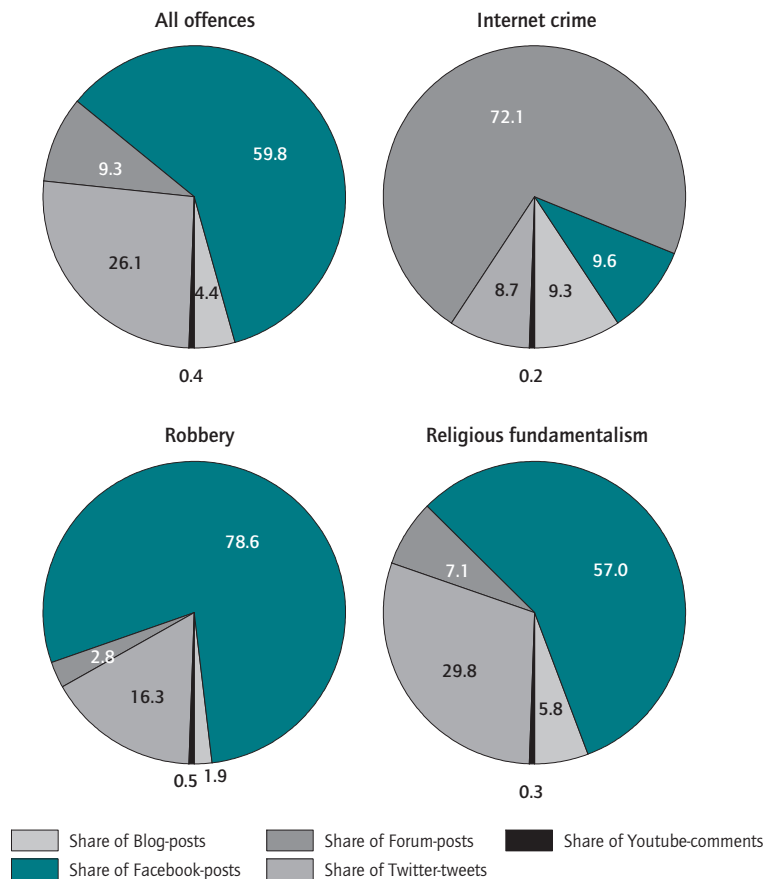 All offences
59.8
9.3
26.1
4.4
0.4
Internet crime
72.1
9.6
8.7
9.3
0.2
Robbery
78.6
2.8
16.3
0.5
1.9
Religious fundamentalism
57.0
7.1
29.8
5.8
0.3
Share of Blog-posts
Share of Forum-posts
Share of Youtube-comments
Share of Facebook-posts
Share of Twitter-tweets